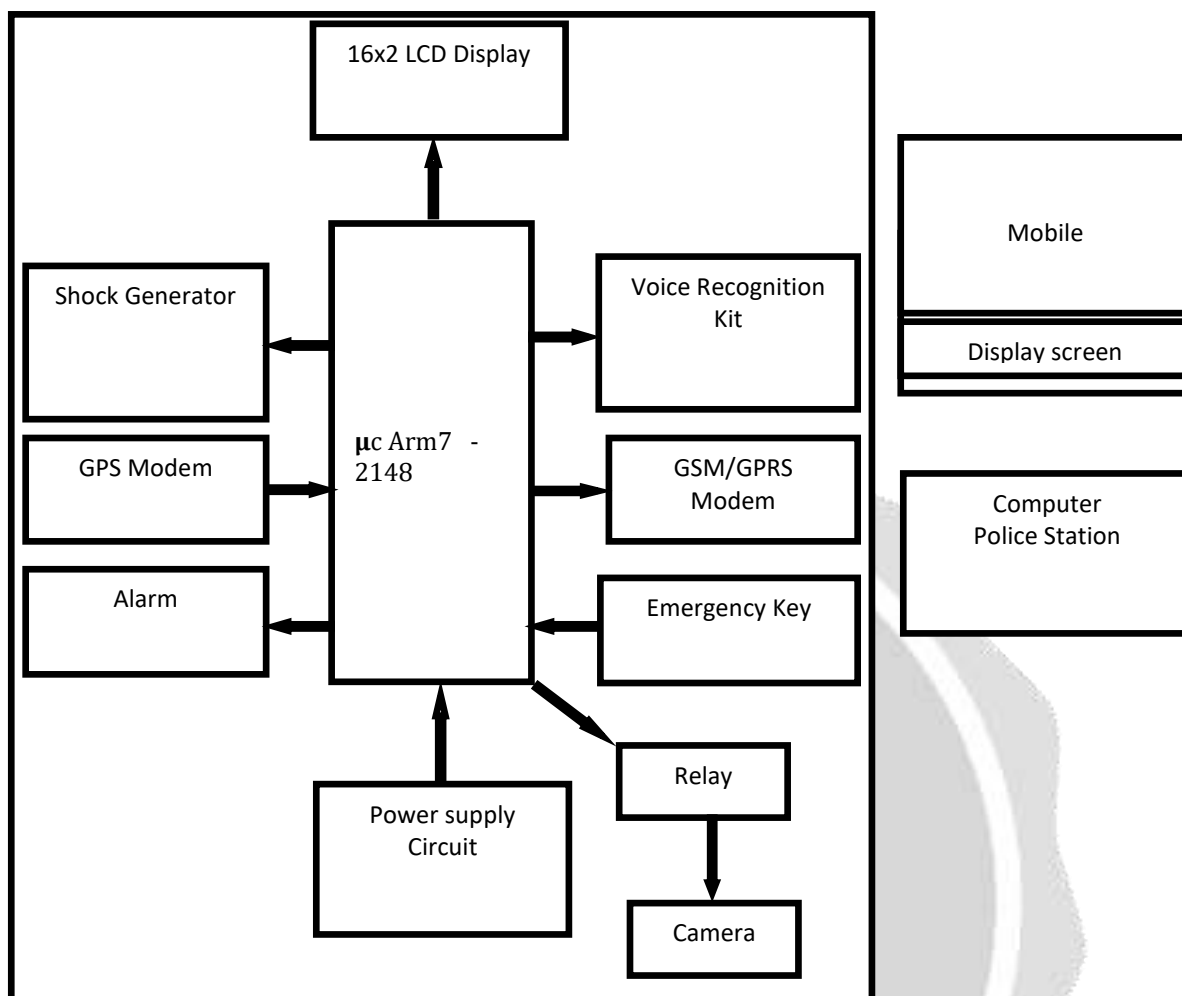 16x2 LCD Display
Shock Generator
Voice Recognition
Kit
Mobile
Display screen
µc Arm7 -
2148
GPS Modem
GSM/GPRS
Modem
Computer
Police Station
Alarm
Emergency Key
Power supply
Circuit
Relay
Camera